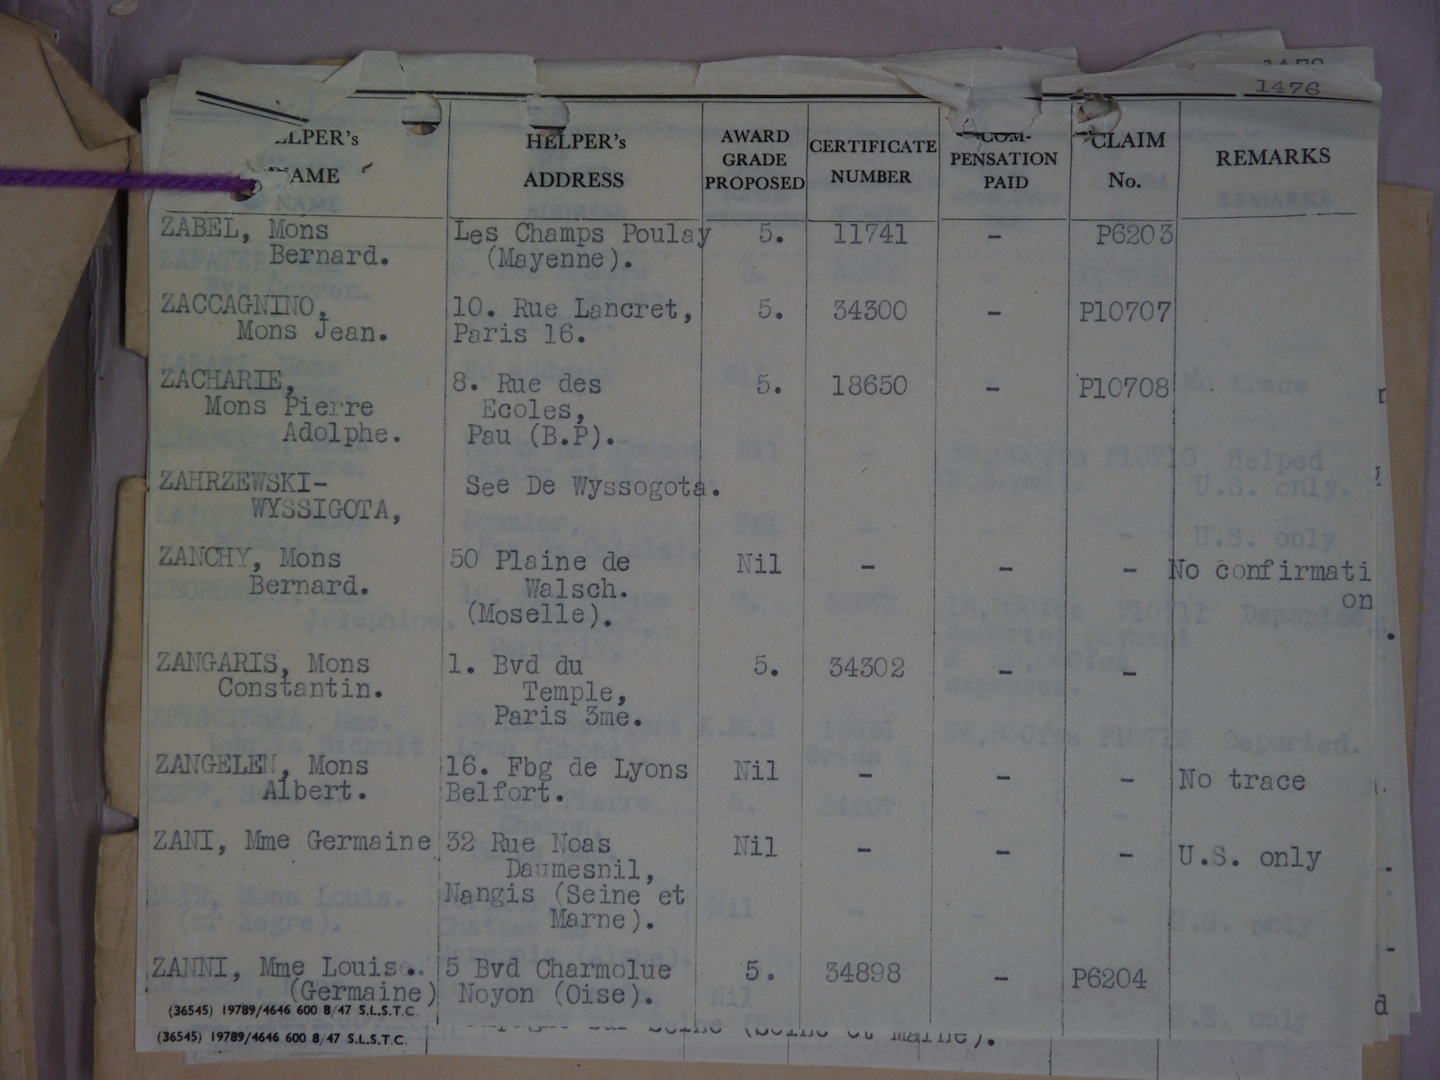 1476
HELPER's NAME HELPER's ADDRESS AWARD GRADE PROPOSED CERTIFICATE NUMBER COM-PENSATION PAID CLAIM No. REMARKS
ZABEL, Mons Les Champs Poulay 5. 11741 - P6203
Bernard. (Mayenne).
ZACCAGNINO, 10. Rue Lancret, 5. 34300 - P10707
Mons Jean. Paris 16.
ZACHARIE, 8. Rue des 5. 18650 - P10708
Mons Pierre Ecoles,
Adolphe. Pau (B.P).
ZAHRZEWSKI- See De Wyssogota.
WYSSIGOTA,
ZANCHY, Mons 50 Plaine de Nil - - - No confirmati
Bernard. Walsch. on
(Moselle).
ZANGARIS, Mons 1. Bvd du 5. 34302 - -
Constantin. Temple,
Paris 3me.
ZANGELEN, Mons 16. Fbg de Lyons Nil - - - No trace
Albert. Belfort.
ZANI, Mme Germaine 32 Rue Noas Nil - - - U.S. only
Daumesnil,
Nangis (Seine et
Marne).
ZANNI, Mme Louis.. 5 Bvd Charmolue 5. 34898 - P6204
(Germaine) Noyon (Oise).
(36545) 19789/4646 600 8/47 S.L.S.T.C.
(36545) 19789/4646 600 8/47 S.L.S.T.C.